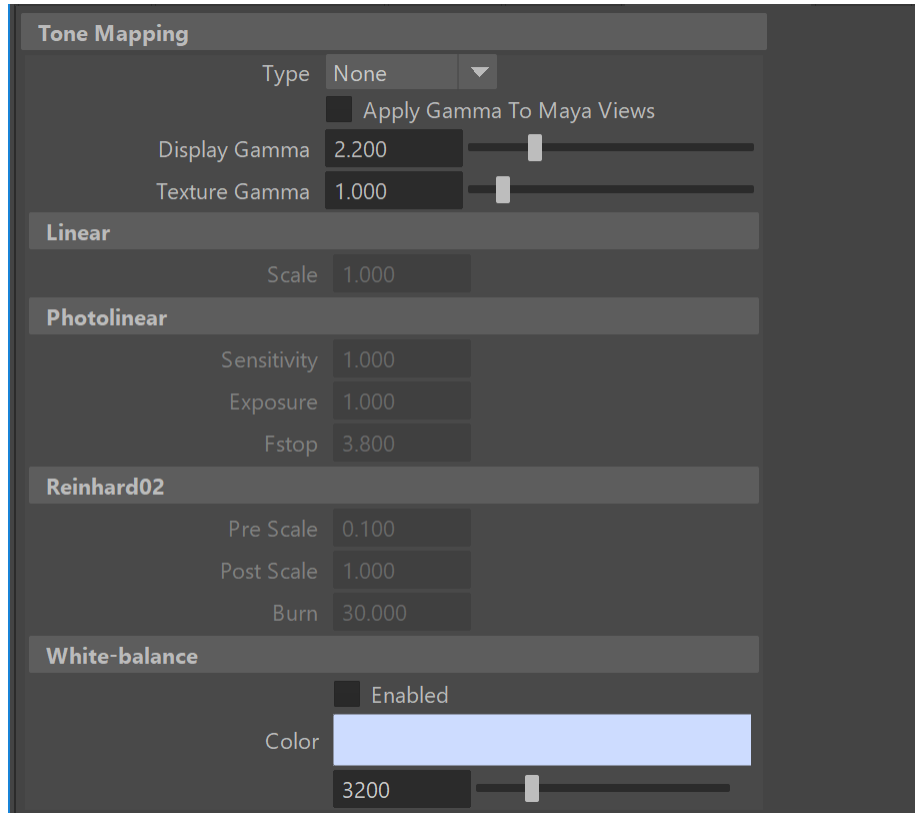 Tone Mapping
Type None
Apply Gamma To Maya Views
Display Gamma 2.200
Texture Gamma 1.000
Linear
Scale 1.000
Photolinear
Sensitivity 1.000
Exposure 1.000
Fstop 3.800
Reinhard02
Pre Scale 0.100
Post Scale 1.000
Burn 30.000
White-balance
Enabled
Color
3200